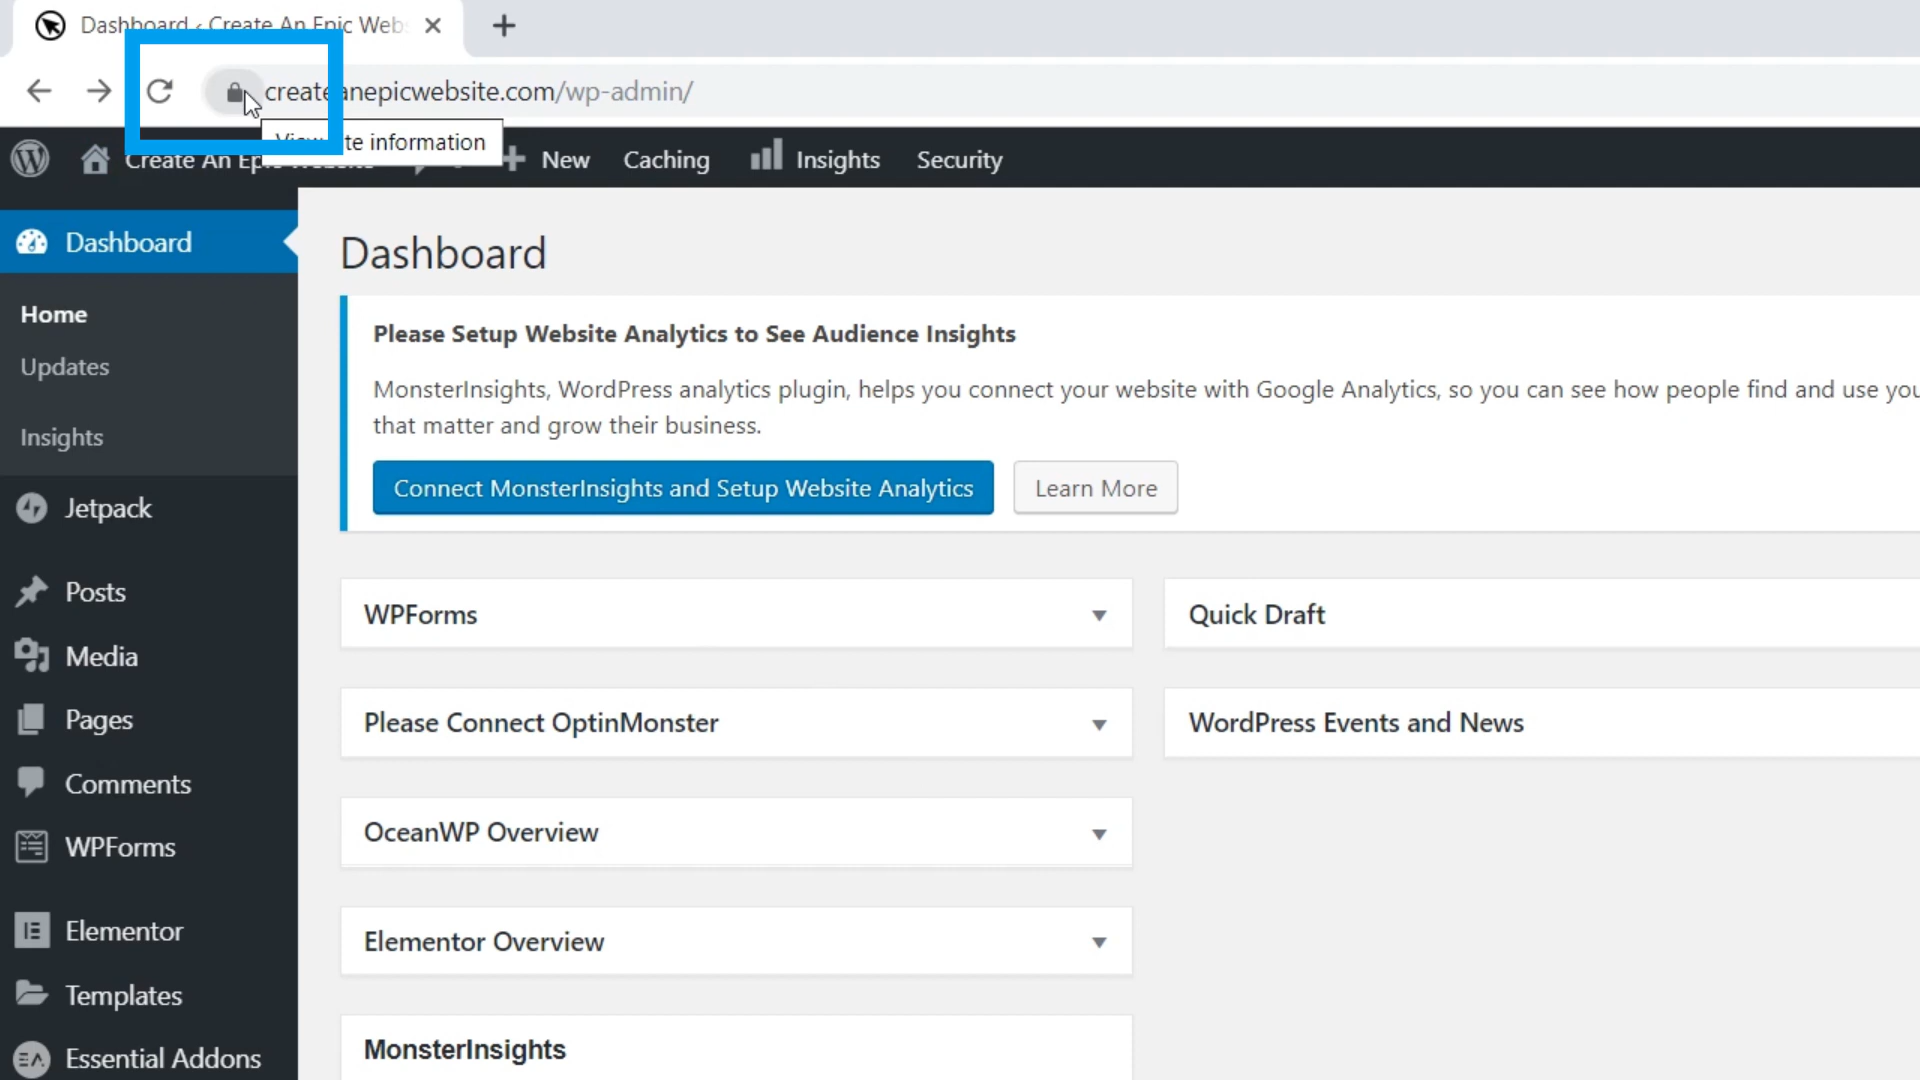 Dashboard ‹ Create An Epic Web
createanepicwebsite.com/wp-admin/
View site information
Create An Epic Website
New
Caching
Insights
Security
Dashboard
Home
Updates
Insights
Jetpack
Posts
Media
Pages
Comments
WPForms
Elementor
Templates
Essential Addons
Dashboard
Please Setup Website Analytics to See Audience Insights
MonsterInsights, WordPress analytics plugin, helps you connect your website with Google Analytics, so you can see how people find and use you
that matter and grow their business.
Connect MonsterInsights and Setup Website Analytics
Learn More
WPForms
Quick Draft
Please Connect OptinMonster
WordPress Events and News
OceanWP Overview
Elementor Overview
MonsterInsights